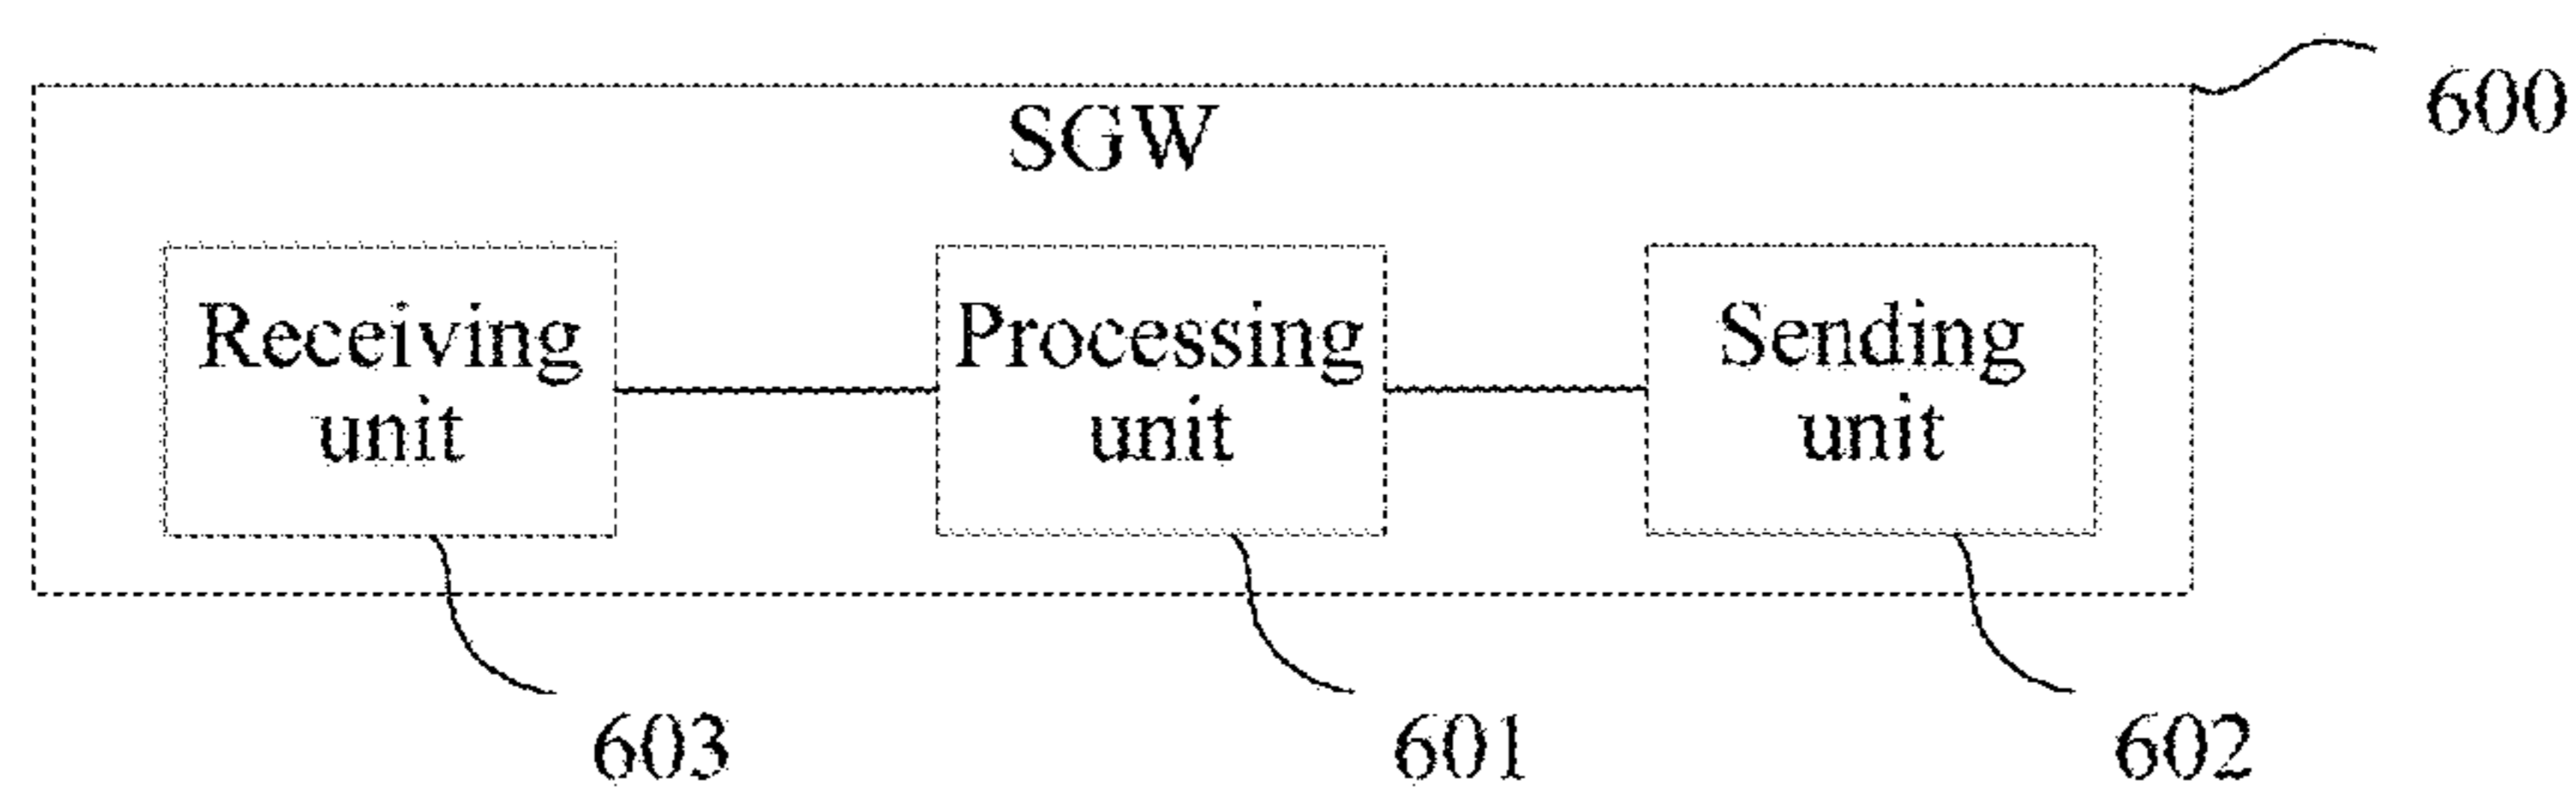 600
SGW
Receiving
unit
Processing
unit
Sending
unit
603
601
602